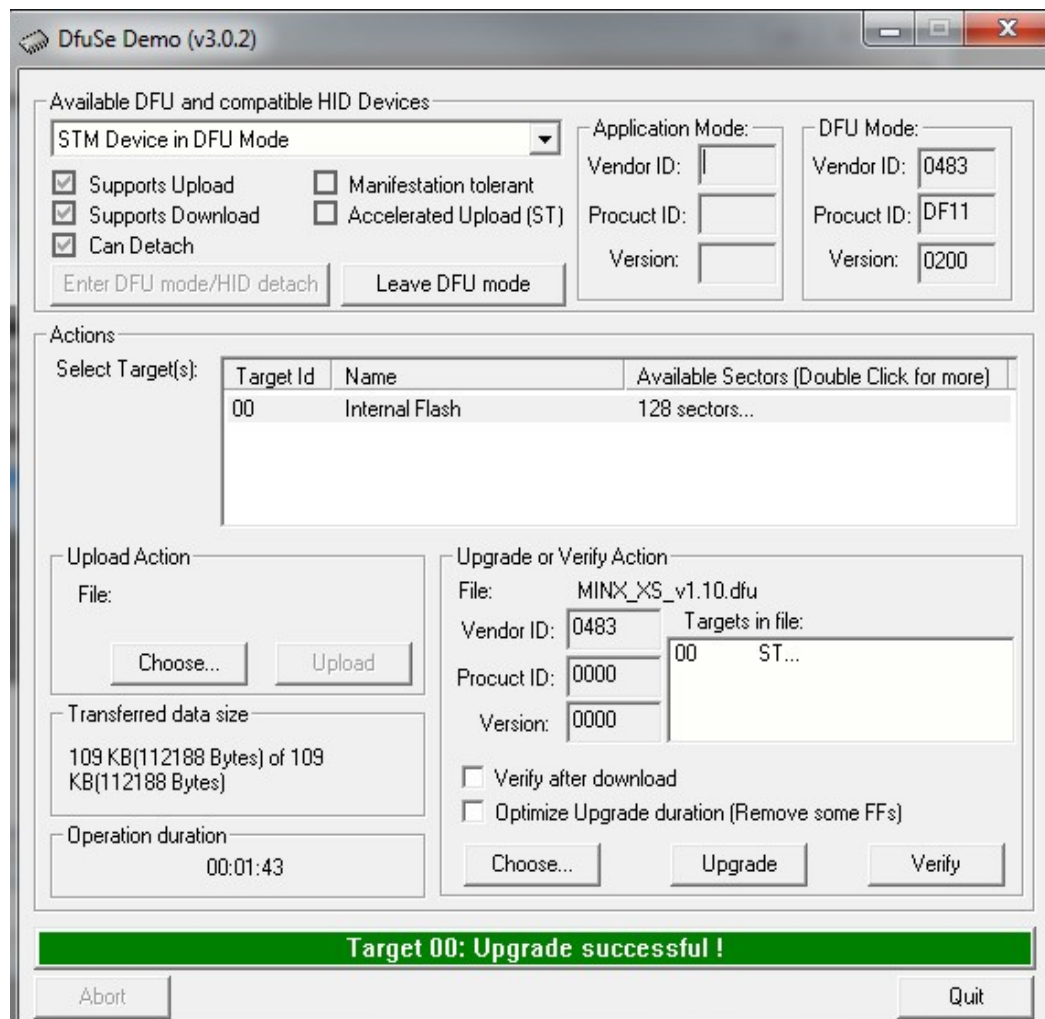 DfuSe Demo (v3.0.2)
Available DFU and compatible HID Devices
STM Device in DFU Mode
Supports Upload
Manifestation tolerant
Supports Download
Accelerated Upload (ST)
Can Detach
Enter DFU mode/HID detach
Leave DFU mode
Application Mode:
Vendor ID:
Procuct ID:
Version:
DFU Mode:
Vendor ID: 0483
Procuct ID: DF11
Version: 0200
Actions
Select Target(s):
Target Id Name Available Sectors (Double Click for more)
00 Internal Flash 128 sectors...
Upload Action
File:
Choose... Upload
Transferred data size
109 KB(112188 Bytes) of 109
KB(112188 Bytes)
Operation duration
00:01:43
Upgrade or Verify Action
File: MINX_XS_v1.10.dfu
Vendor ID: 0483
Procuct ID: 0000
Version: 0000
Targets in file:
00 ST...
Verify after download
Optimize Upgrade duration (Remove some FFs)
Choose... Upgrade Verify
Target 00: Upgrade successful !
Abort Quit